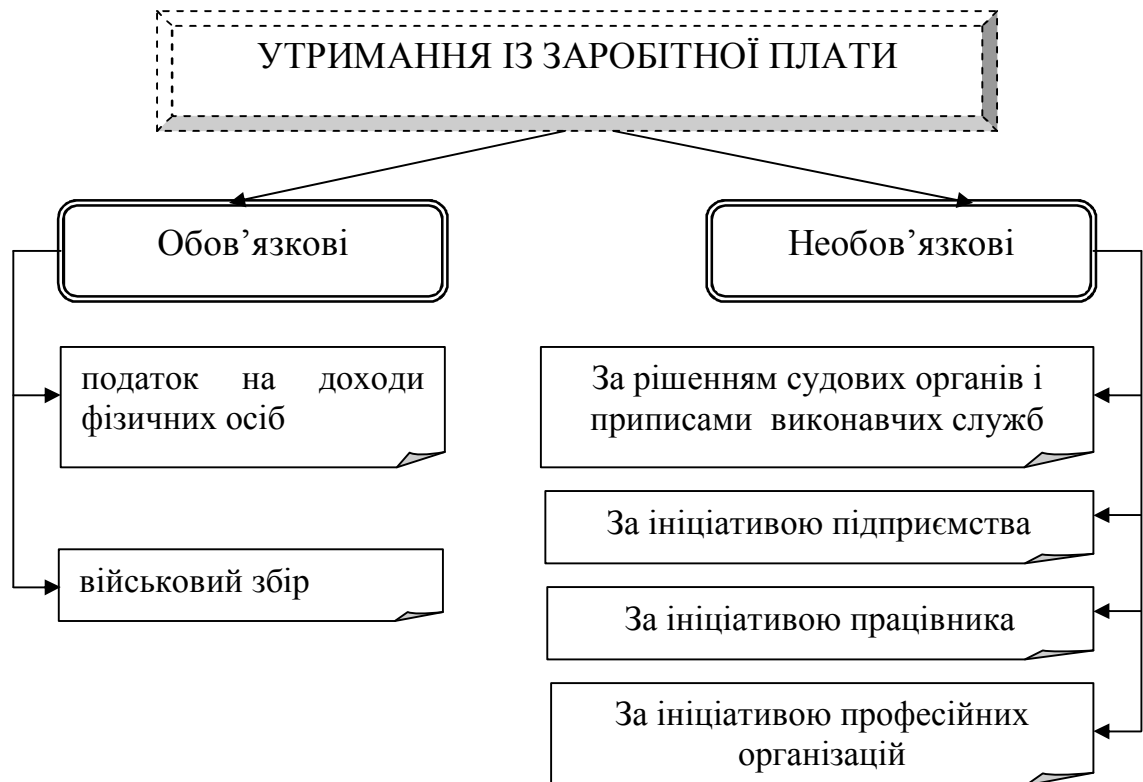 УТРИМАННЯ ІЗ ЗАРОБІТНОЇ ПЛАТИ
Обов’язкові
Необов’язкові
податок на доходи
фізичних осіб
військовий збір
За рішенням судових органів і
приписами виконавчих служб
За ініціативою підприємства
За ініціативою працівника
За ініціативою професійних
організацій